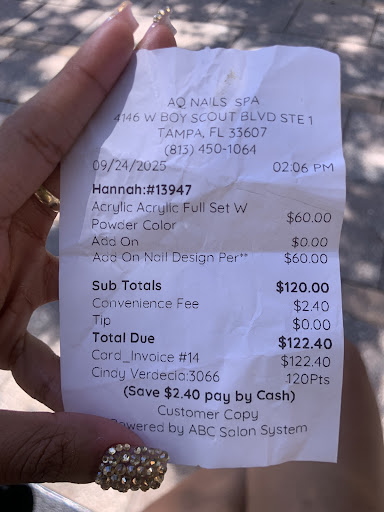 AQ NAILS SPA
4146 W BOY SCOUT BLVD STE 1
TAMPA, FL 33607
(813) 450-1064
09/24/2025 02:06 PM
Hannah:#13947
Acrylic Acrylic Full Set W
Powder Color $60.00
Add On $0.00
Add On Nail Design Per** $60.00
Sub Totals $120.00
Convenience Fee $2.40
Tip $0.00
Total Due $122.40
Card_Invoice #14 $122.40
Cindy Verdecia:3066 120Pts
(Save $2.40 pay by Cash)
Customer Copy
Powered by ABC Salon System